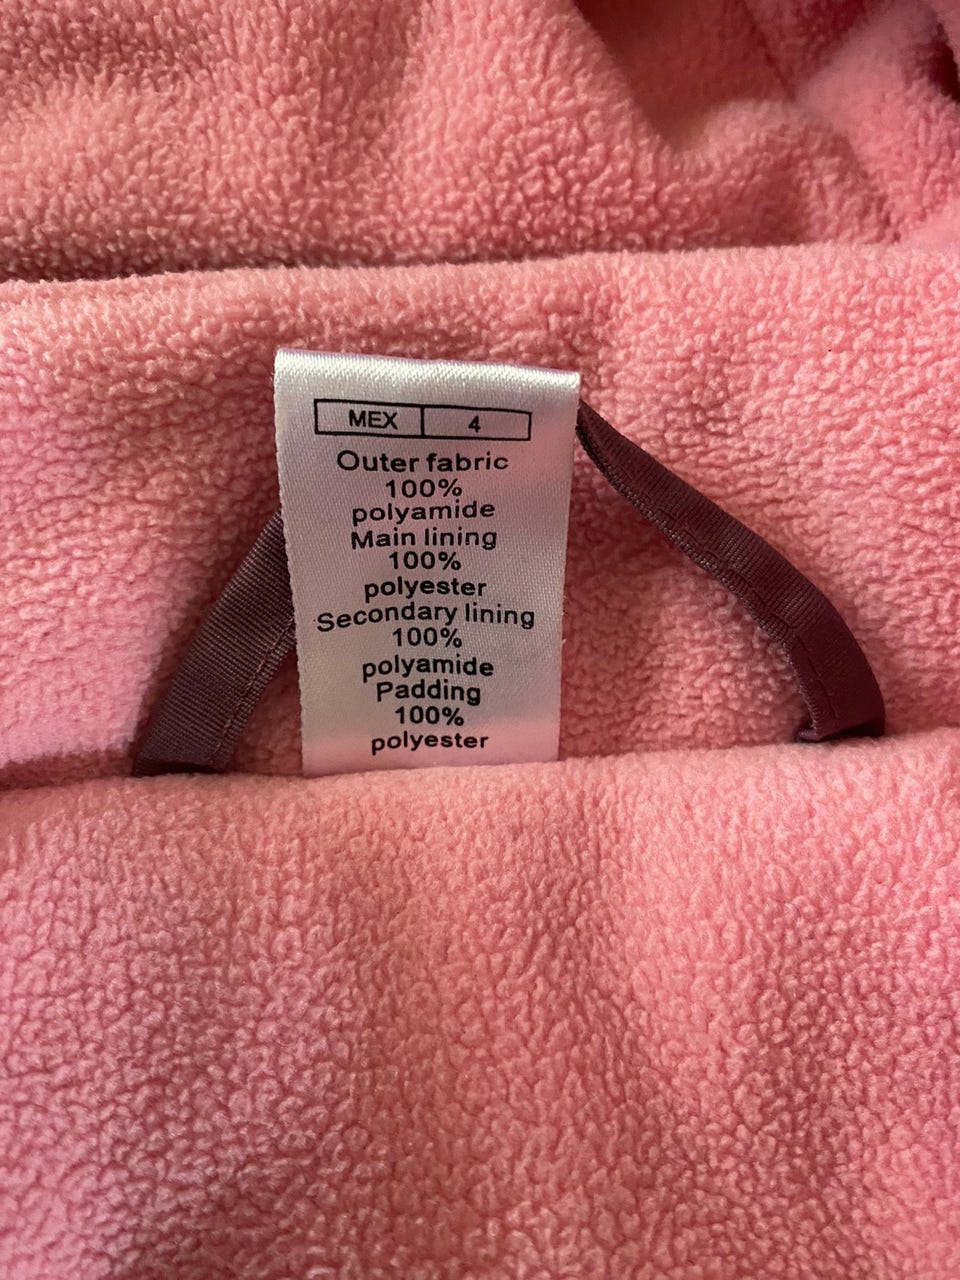 MEX 4
Outer fabric
100%
polyamide
Main lining
100%
polyester
Secondary lining
100%
polyamide
Padding
100%
polyester